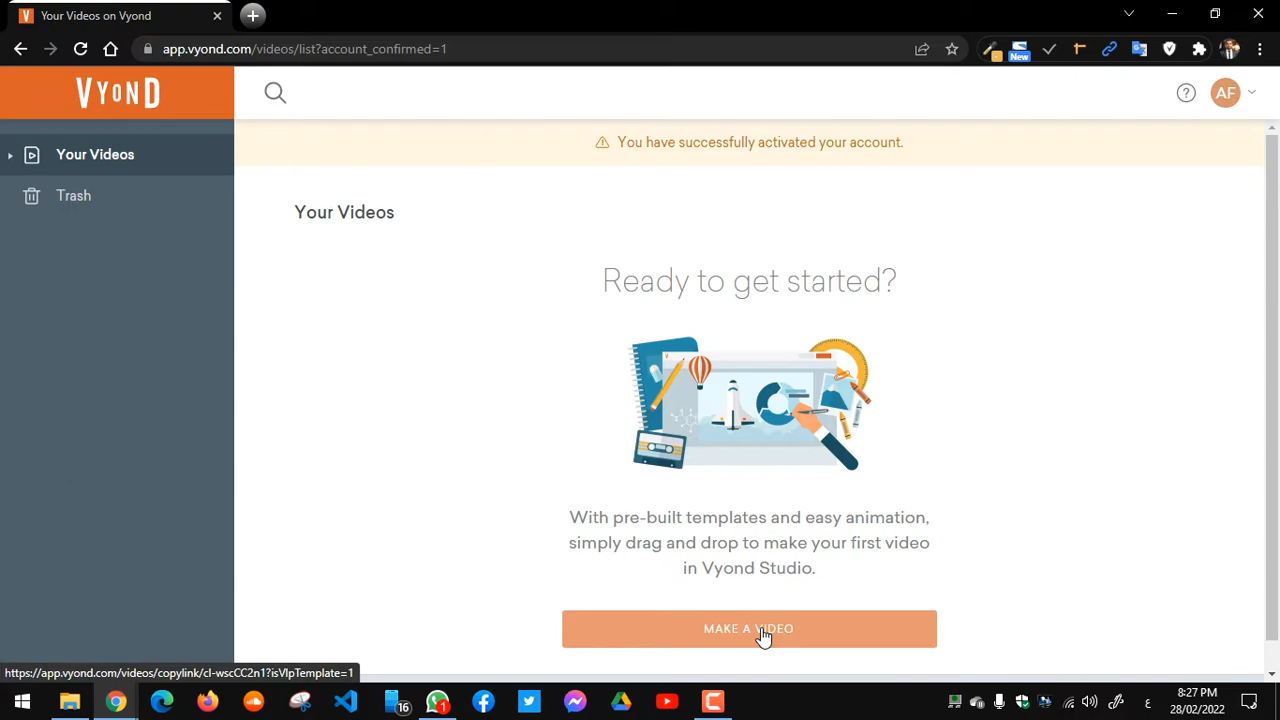 Your Videos on Vyond
app.vyond.com/videos/list?account_confirmed=1
New
VYOND
AF
Your Videos
Trash
You have successfully activated your account.
Your Videos
Ready to get started?
With pre-built templates and easy animation,
simply drag and drop to make your first video
in Vyond Studio.
MAKE A VIDEO
https://app.vyond.com/videos/copylink/cl-wscCC2n1?isVlpTemplate=1
16
1
ع
8:27 PM
28/02/2022